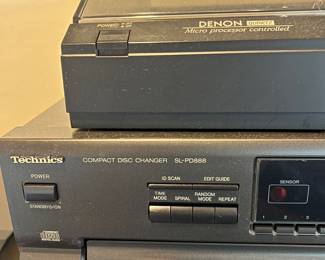 POWER
DENON QUARTZ
Micro processor controlled
Technics COMPACT DISC CHANGER SL-PD888
POWER
STANDBY/ON
ID SCAN EDIT GUIDE
TIME MODE SPIRAL RANDOM MODE REPEAT
SENSOR
1 2 3